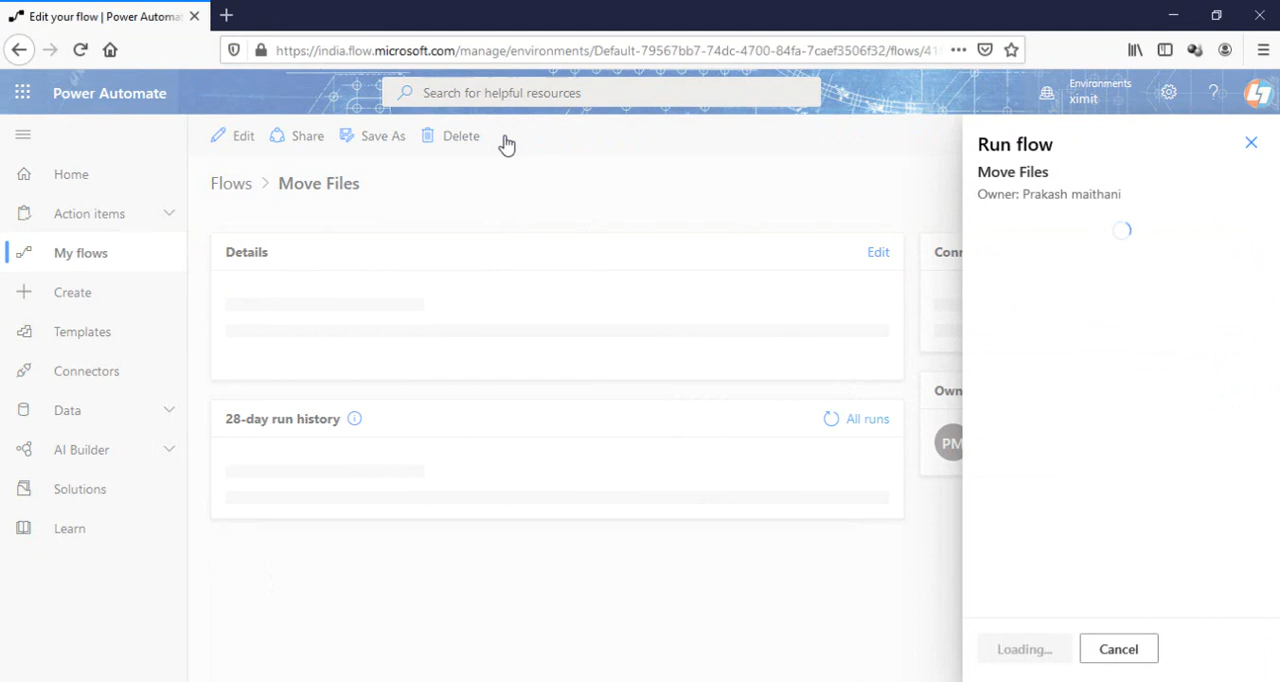 Edit your flow | Power Automa
https://india.flow.microsoft.com/manage/environments/Default-79567bb7-74dc-4700-84fa-7caef3506f32/flows/41
Power Automate
Search for helpful resources
Environments
ximit
Edit
Share
Save As
Delete
Home
Action items
My flows
Create
Templates
Connectors
Data
AI Builder
Solutions
Learn
Flows > Move Files
Details
Edit
28-day run history
All runs
Conn
Own
PM
Run flow
Move Files
Owner: Prakash maithani
Loading...
Cancel